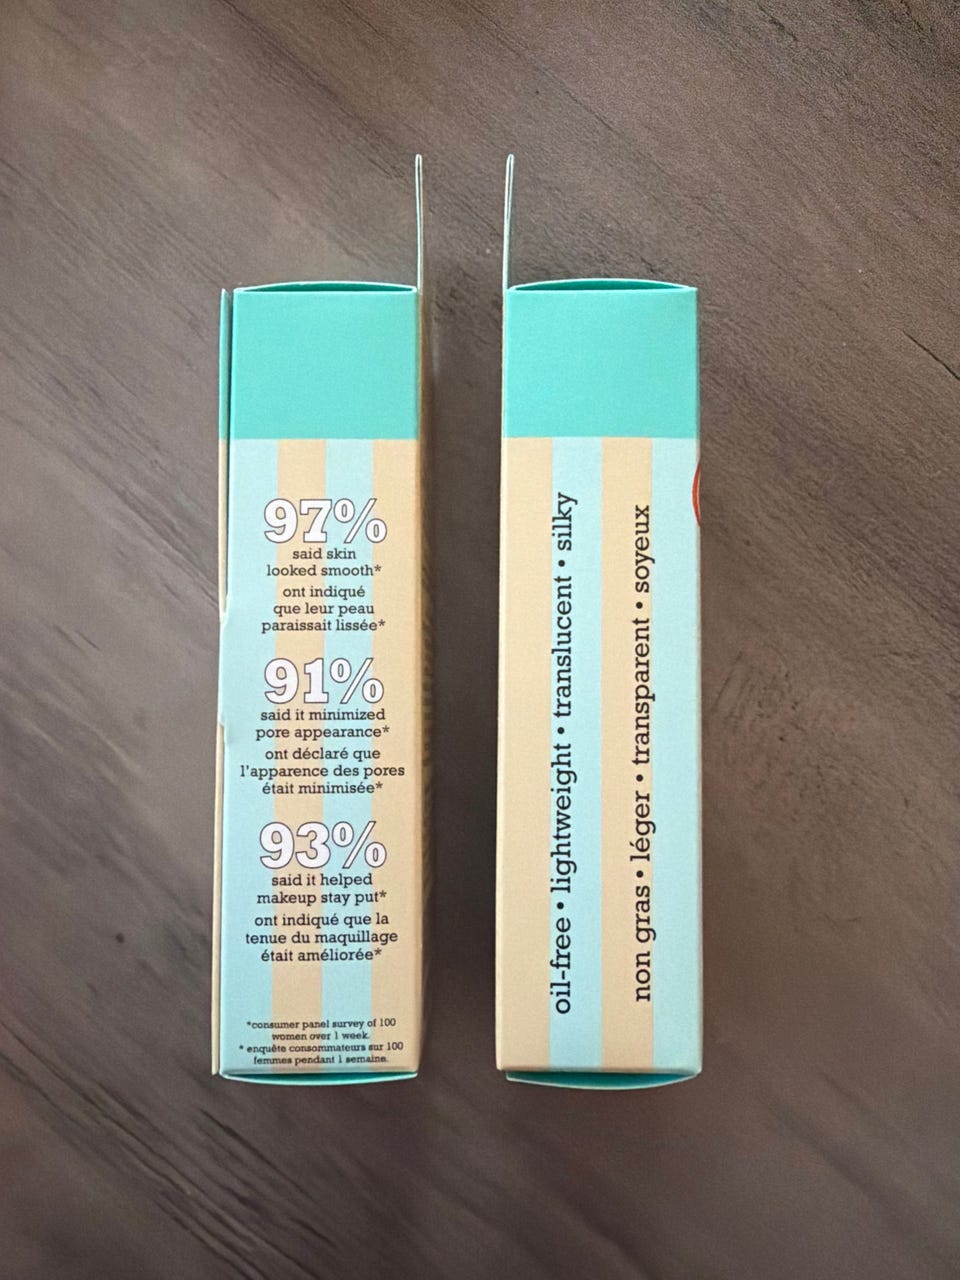 97%
said skin
looked smooth*
ont indiqué
que leur peau
paraissait lissée*
91%
said it minimized
pore appearance*
ont déclaré que
l'apparence des pores
était minimisée*
93%
said it helped
makeup stay put*
ont indiqué que la
tenue du maquillage
était améliorée*
*consumer panel survey of 100
women over 1 week.
* enquête consommateurs sur 100
femmes pendant 1 semaine.
oil-free • lightweight • translucent • silky
non gras • léger • transparent • soyeux